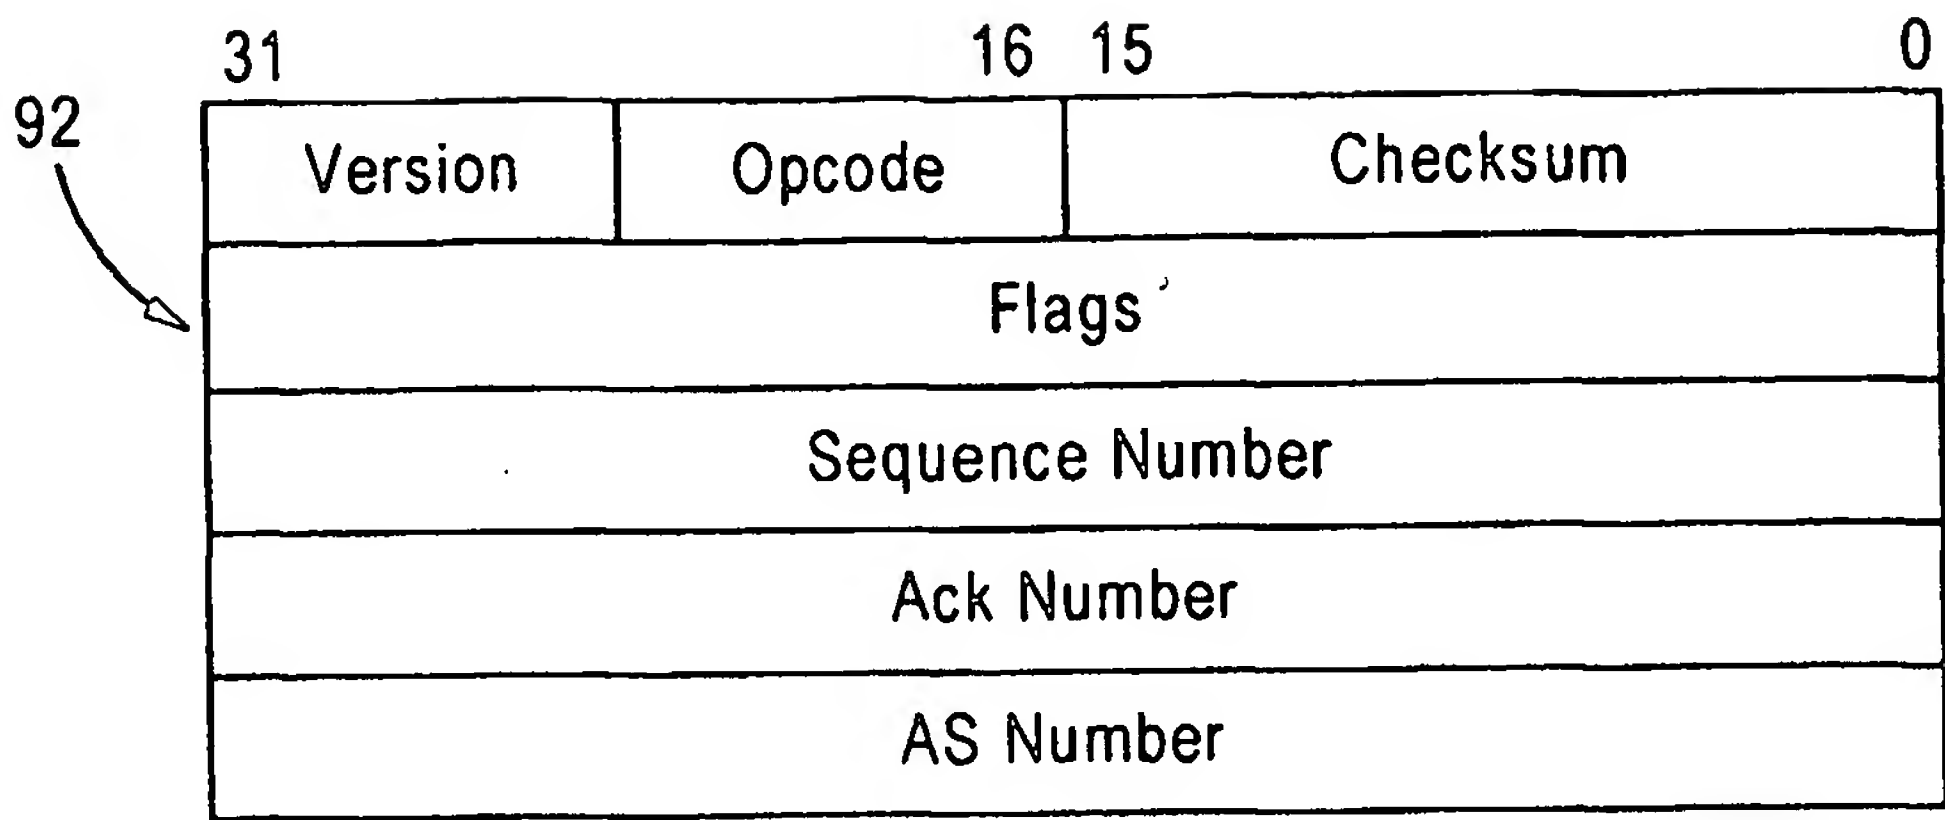 31 16 15 0
92
Version Opcode Checksum
Flags
Sequence Number
Ack Number
AS Number